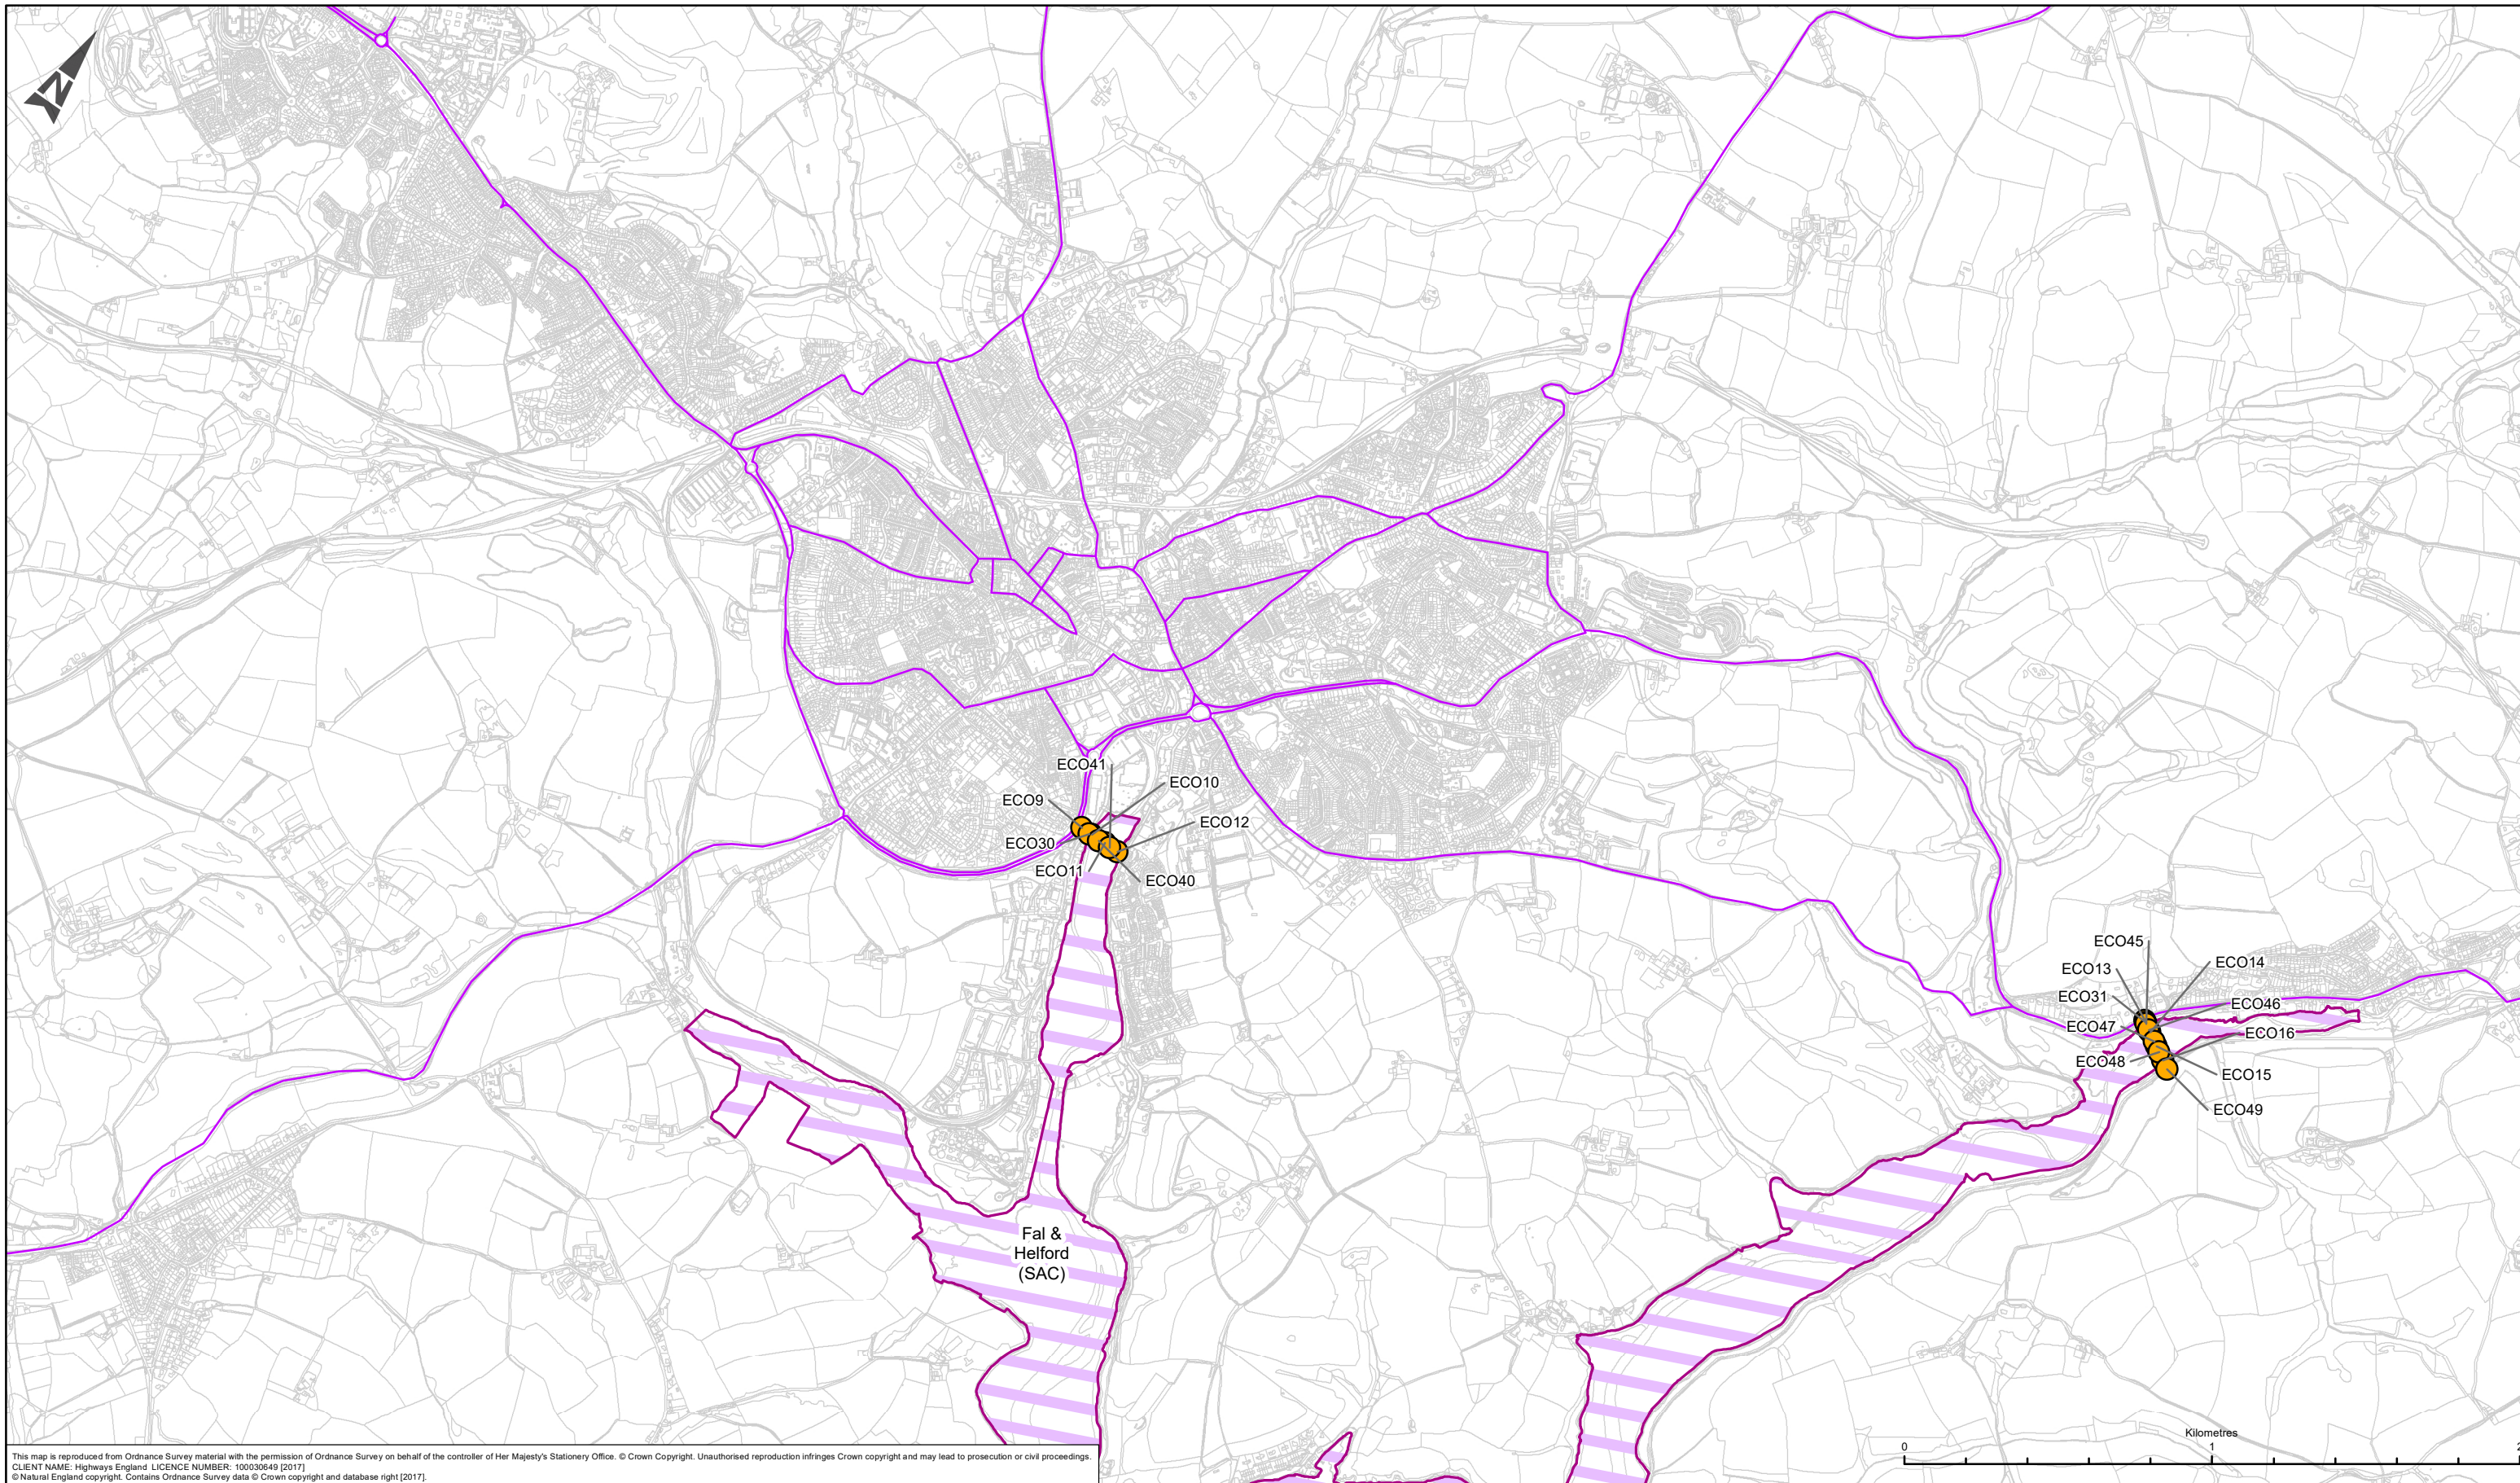 N
ECO41
ECO10
ECO9
ECO12
ECO30
ECO11
ECO40
ECO45
ECO14
ECO13
ECO31
ECO46
ECO47
ECO16
ECO48
ECO15
ECO49
Fal &
Helford
(SAC)
Kilometres
0 1 2
This map is reproduced from Ordnance Survey material with the permission of Ordnance Survey on behalf of the controller of Her Majesty's Stationery Office. © Crown Copyright. Unauthorised reproduction infringes Crown copyright and may lead to prosecution or civil proceedings.
CLIENT NAME: Highways England LICENCE NUMBER: 100030649 [2017]
© Natural England copyright. Contains Ordnance Survey data © Crown copyright and database right [2017].